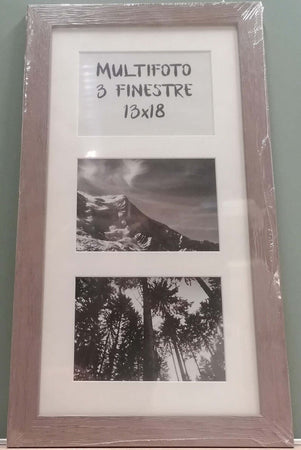 MULTIFOTO
3 FINESTRE
13x18